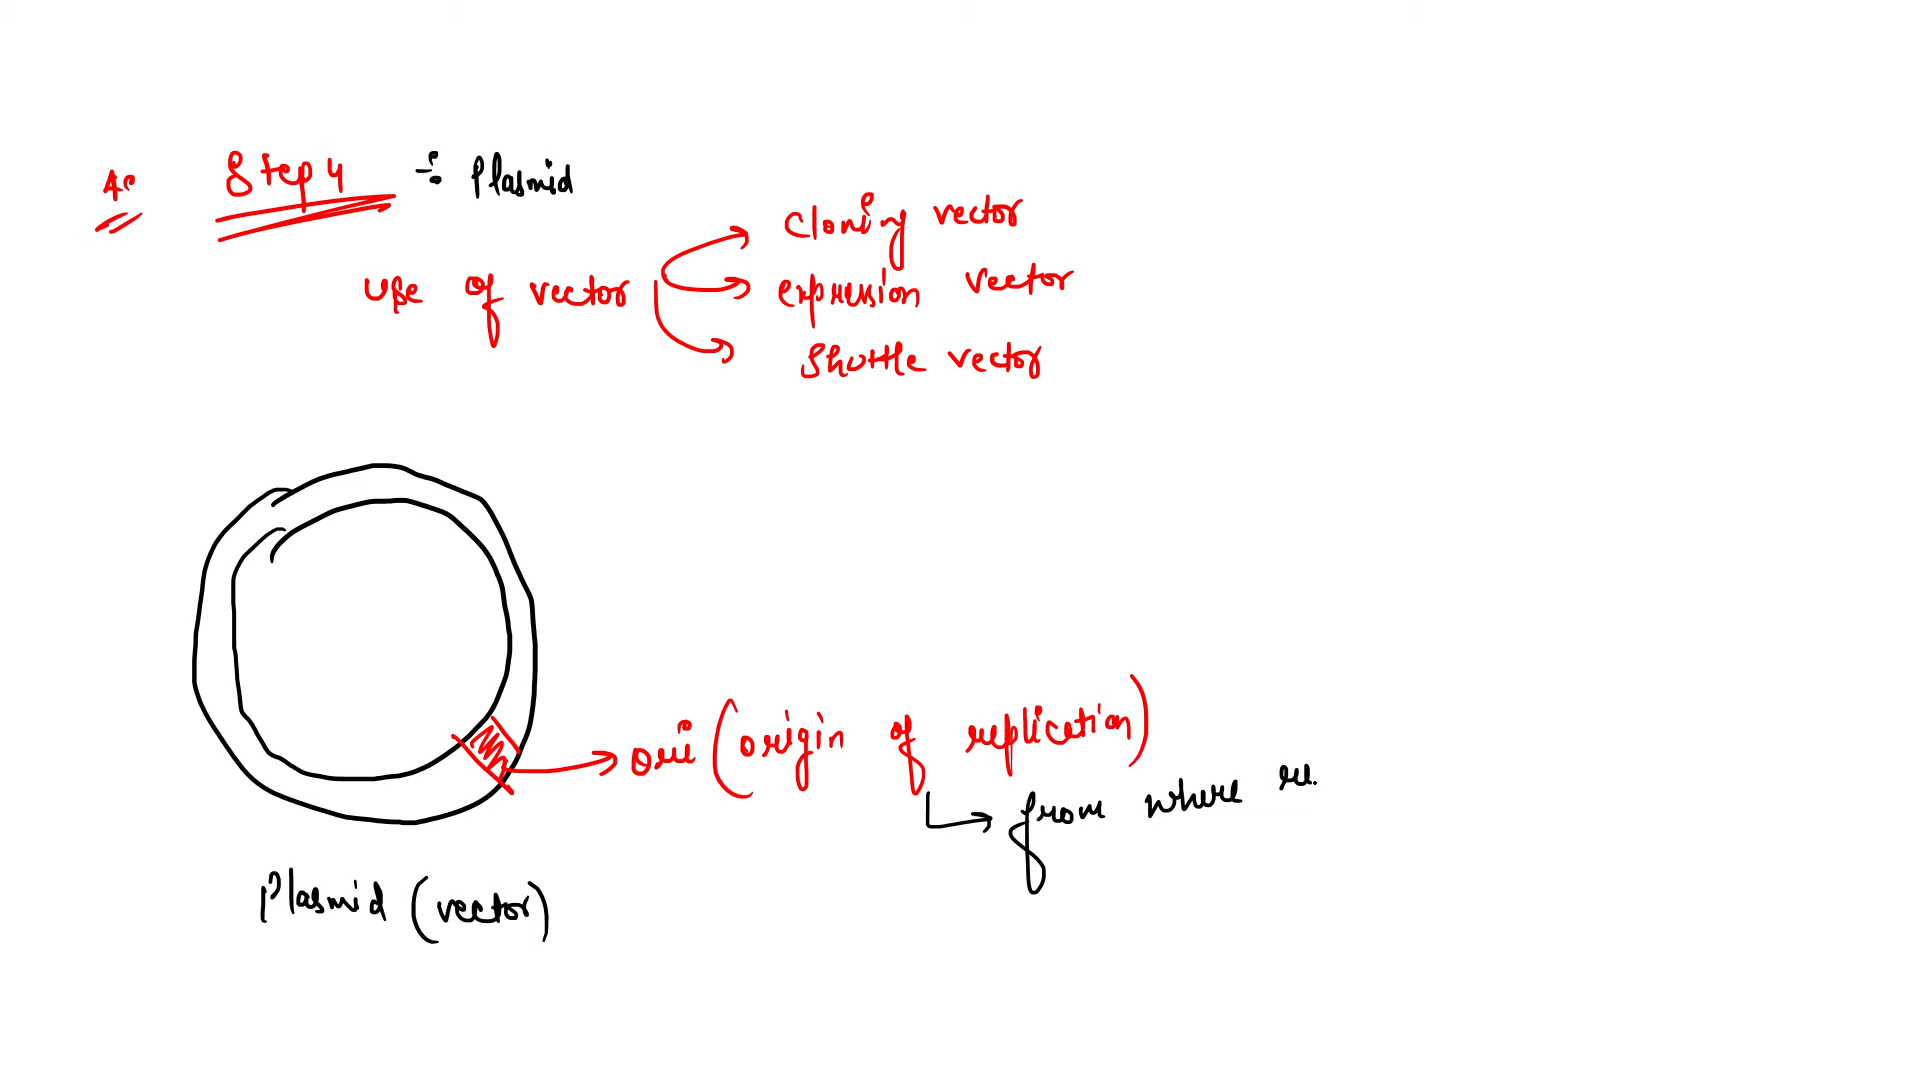 Step 4 ÷ Plasmid
use of vector
Cloning vector
expression vector
Shuttle vector
ori (origin of replication)
from where re
Plasmid (vector)